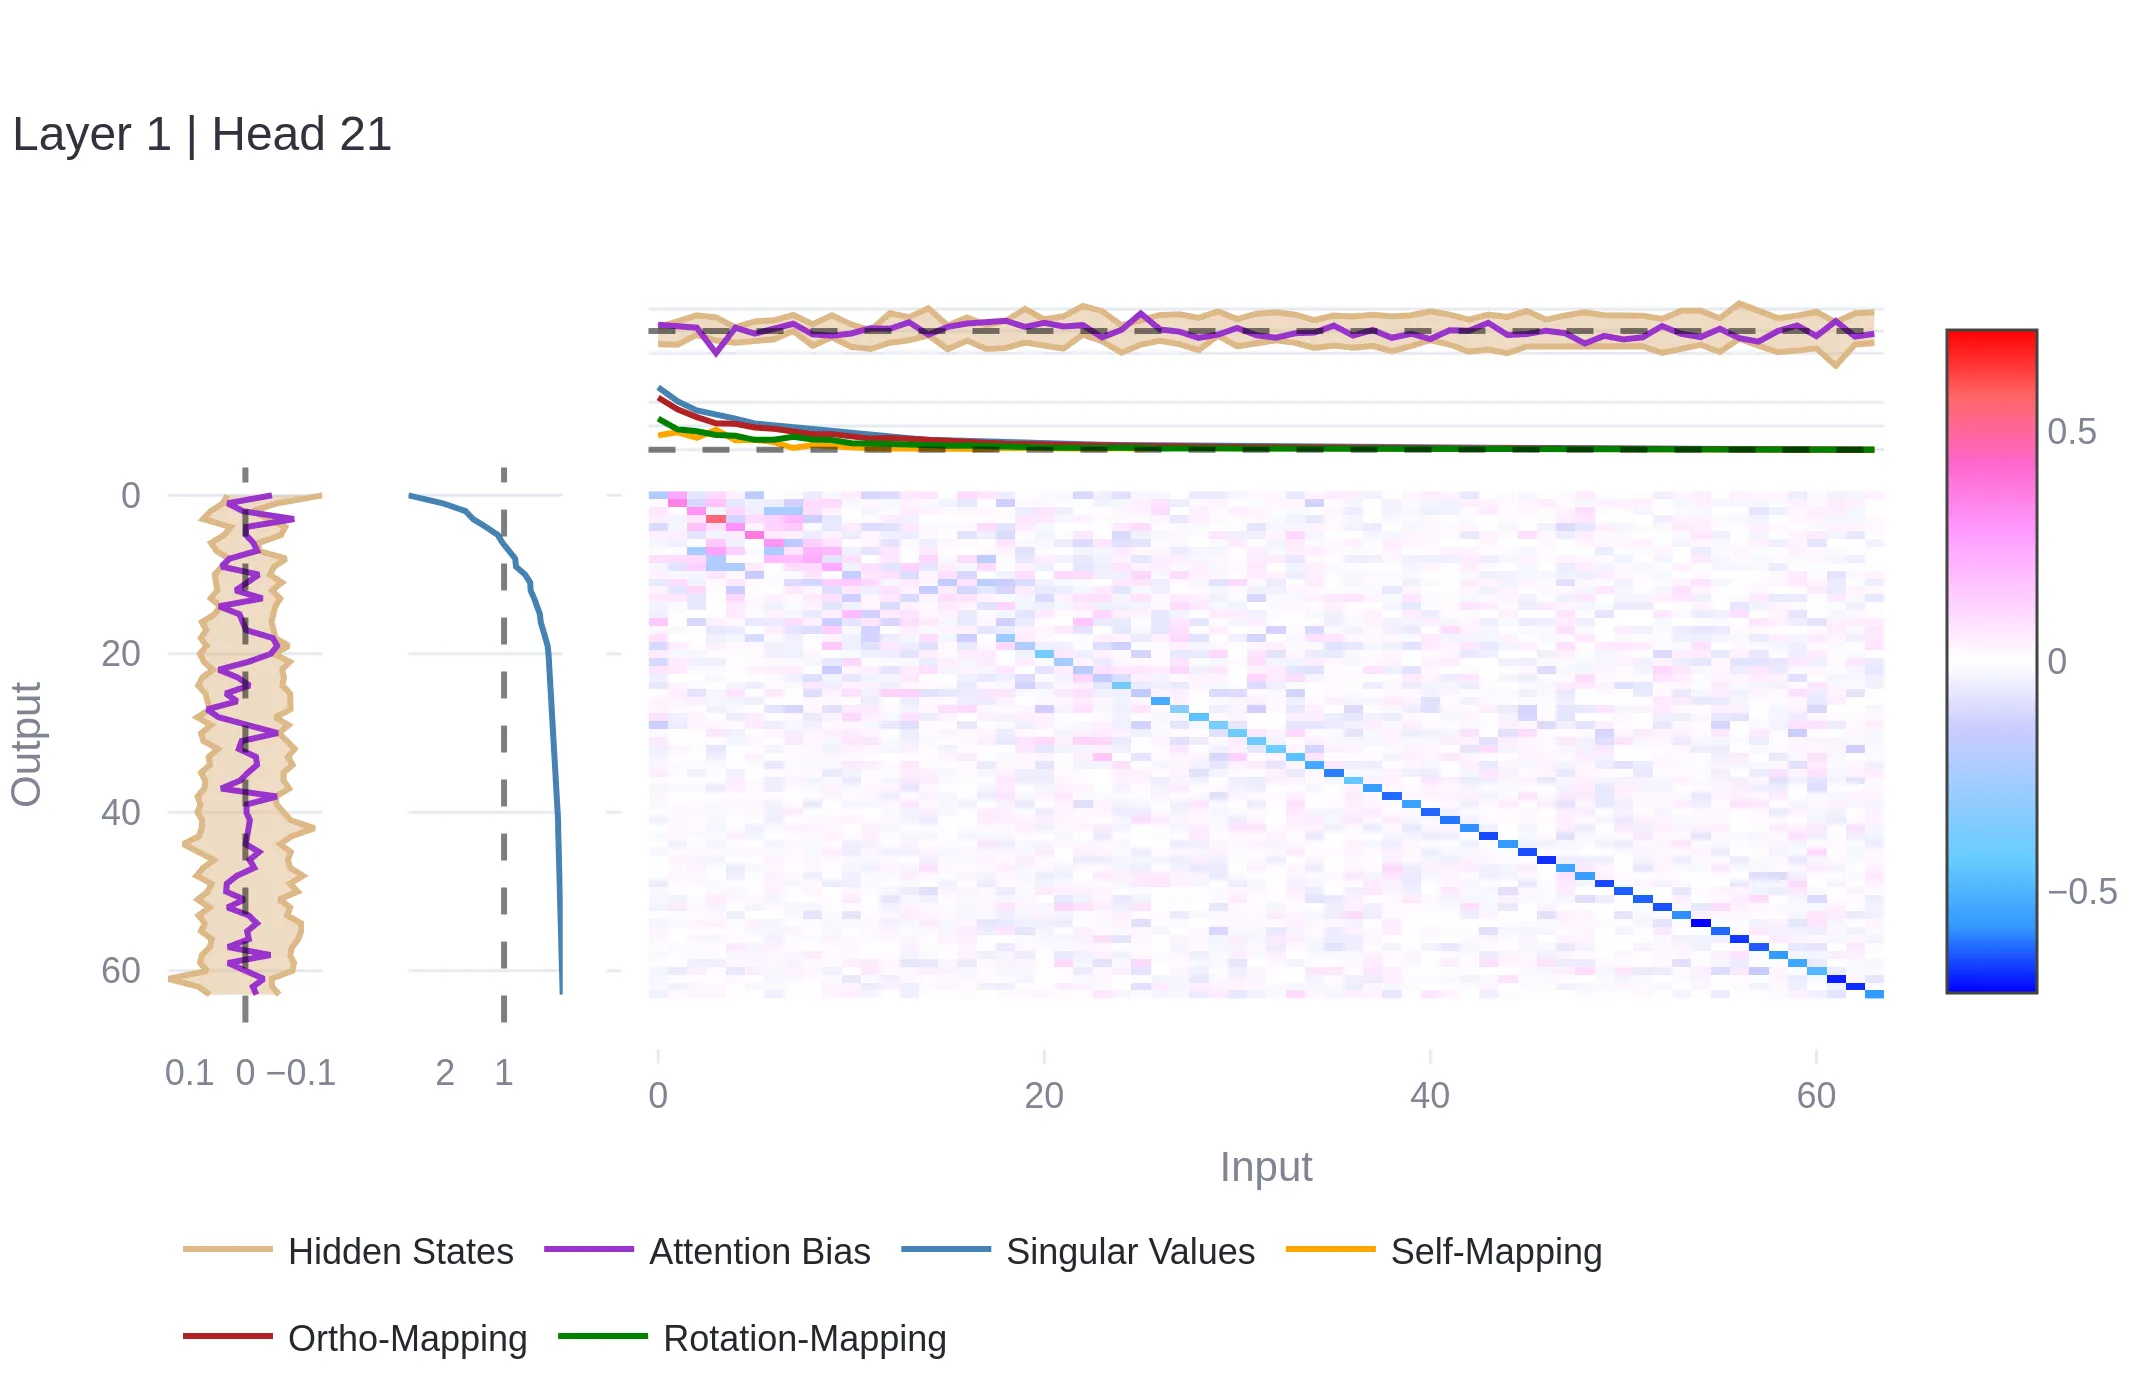 Layer 1 | Head 21
0
20
40
60
Output
0.1 0 −0.1
2 1
0 20 40 60
Input
0.5
0
−0.5
Hidden States Attention Bias Singular Values Self-Mapping
Ortho-Mapping Rotation-Mapping